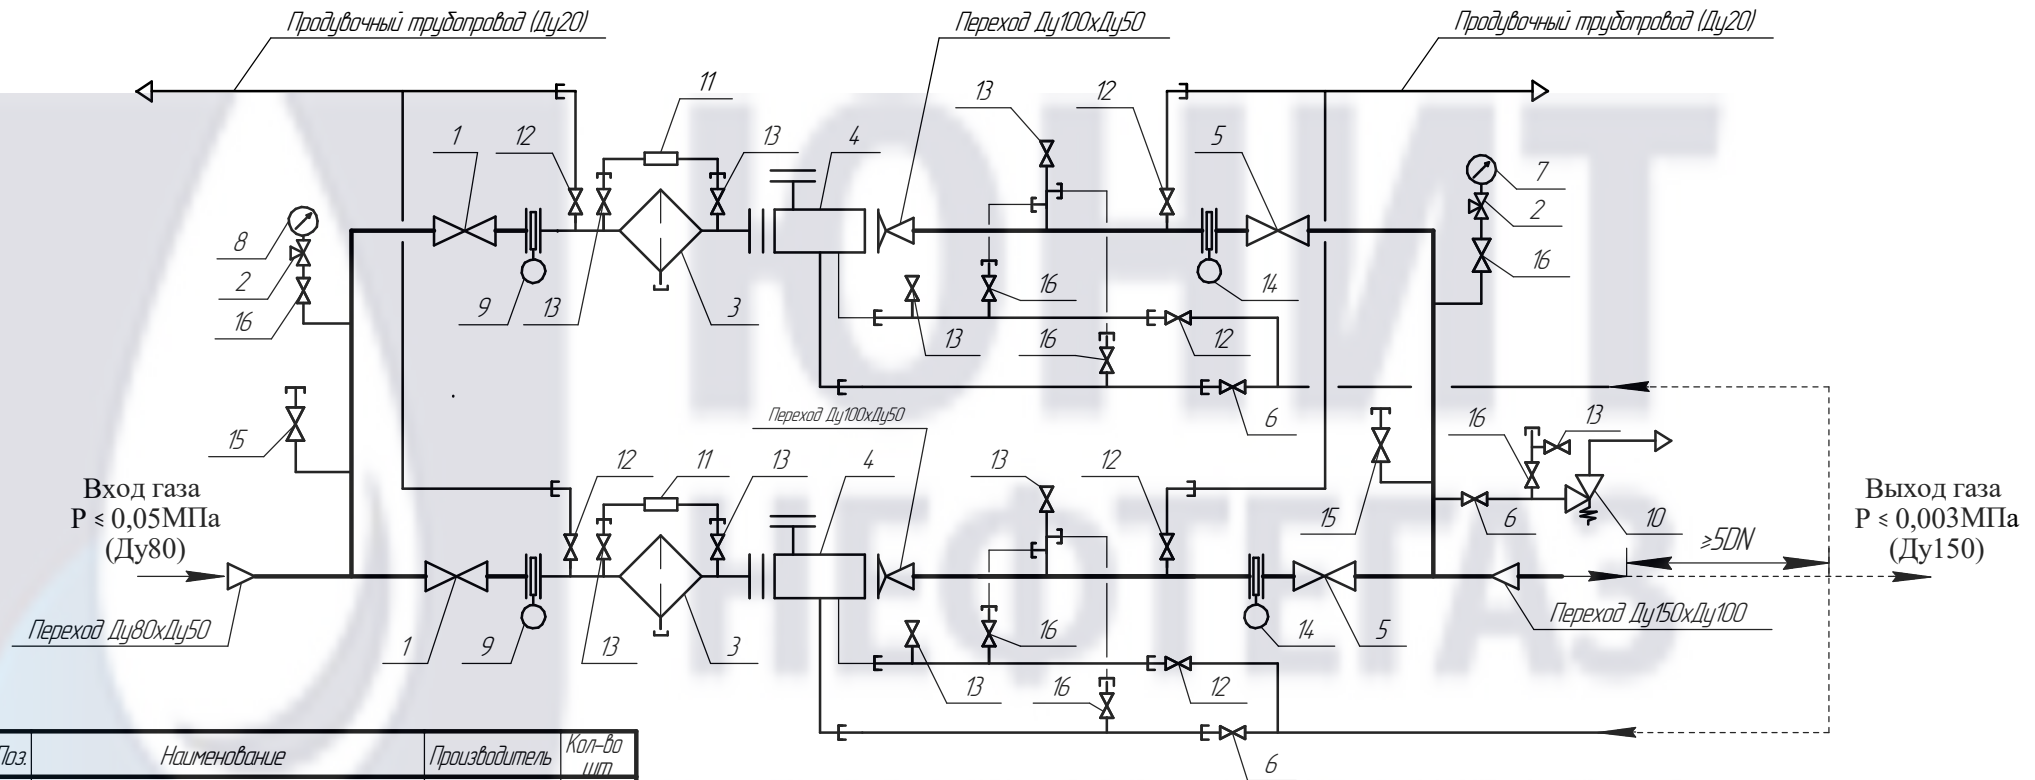 Продувочный трубопровод (Ду20)
Переход Ду100хДу50
Продувочный трубопровод (Ду20)
11
13
12
1
12
13
4
5
7
8
2
2
16
16
9
13
3
16
14
13
16
12
Переход Ду100хДу50
6
16
13
15
12
11
13
4
13
12
15
6
10
Вход газа
P ≤ 0,05МПа
(Ду80)
Выход газа
P ≤ 0,003МПа
(Ду150)
≥5DN
Переход Ду80хДу50
Переход Ду150хДу100
1
9
13
3
16
14
5
13
16
12
6
ЮНИТ
НЕФТЕГАЗ
Поз.
Наименование
Производитель
Кол-во
шт